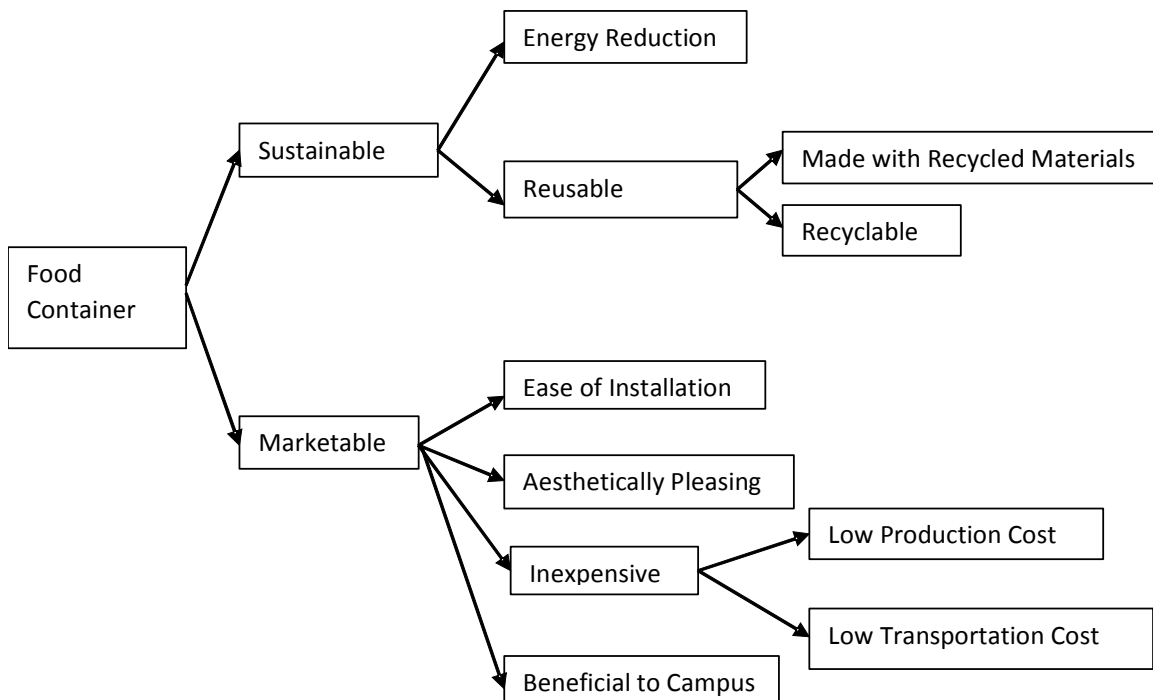 Energy Reduction
Sustainable
Made with Recycled Materials
Reusable
Recyclable
Food
Container
Ease of Installation
Marketable
Aesthetically Pleasing
Low Production Cost
Inexpensive
Low Transportation Cost
Beneficial to Campus